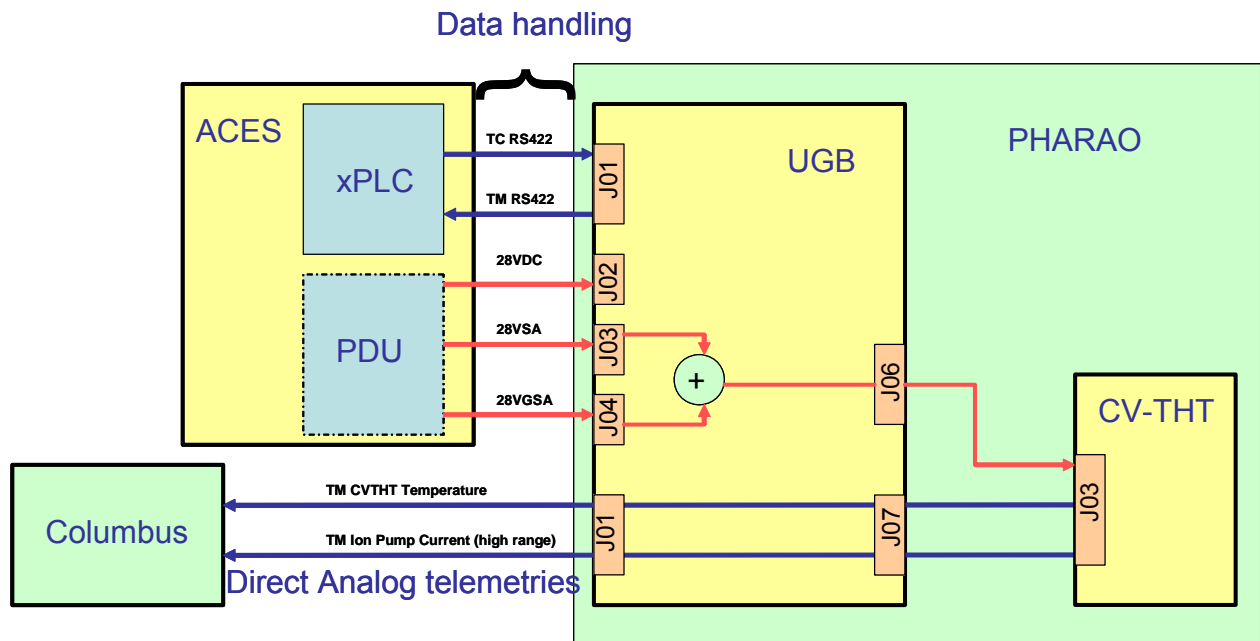 Data handling
ACES
xPLC
TC RS422
TM RS422
J01
UGB
PHARAO
28VDC
J02
PDU
28VSA
J03
+
28VGSA
J04
J06
CV-THT
Columbus
TM CVTHT Temperature
TM Ion Pump Current (high range)
J01
J07
J03
Direct Analog telemetries